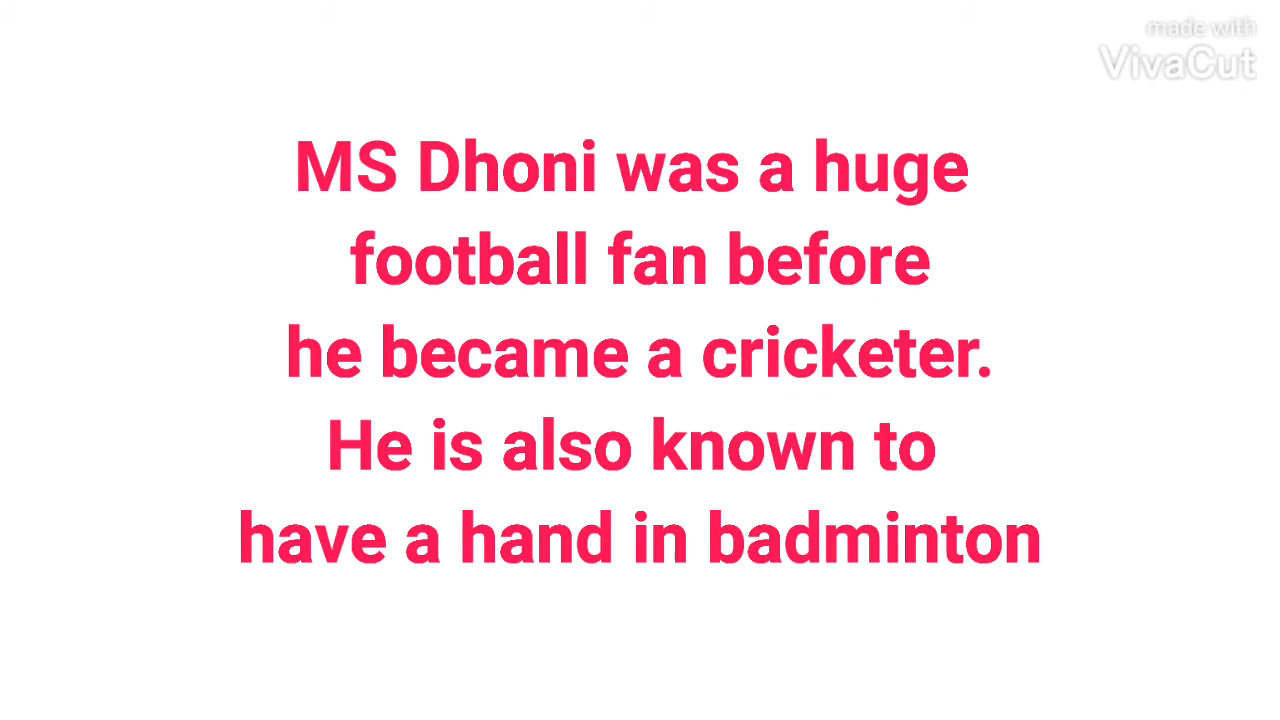 made with
VivaCut
MS Dhoni was a huge
football fan before
he became a cricketer.
He is also known to
have a hand in badminton